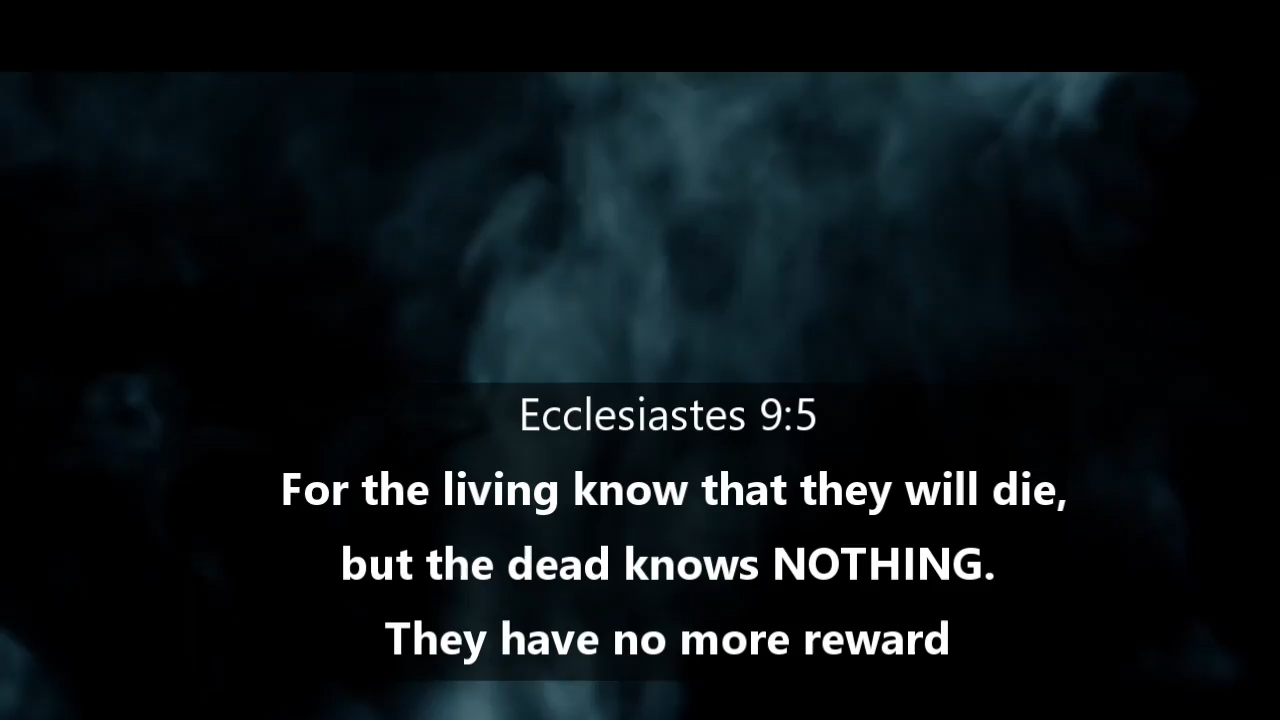 Ecclesiastes 9:5
For the living know that they will die,
but the dead knows NOTHING.
They have no more reward